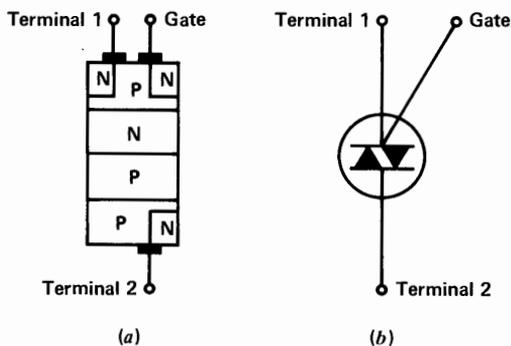 Terminal 1 Gate
N P N
N
P
P N
Terminal 2
(a)
Terminal 1 Gate
Terminal 2
(b)